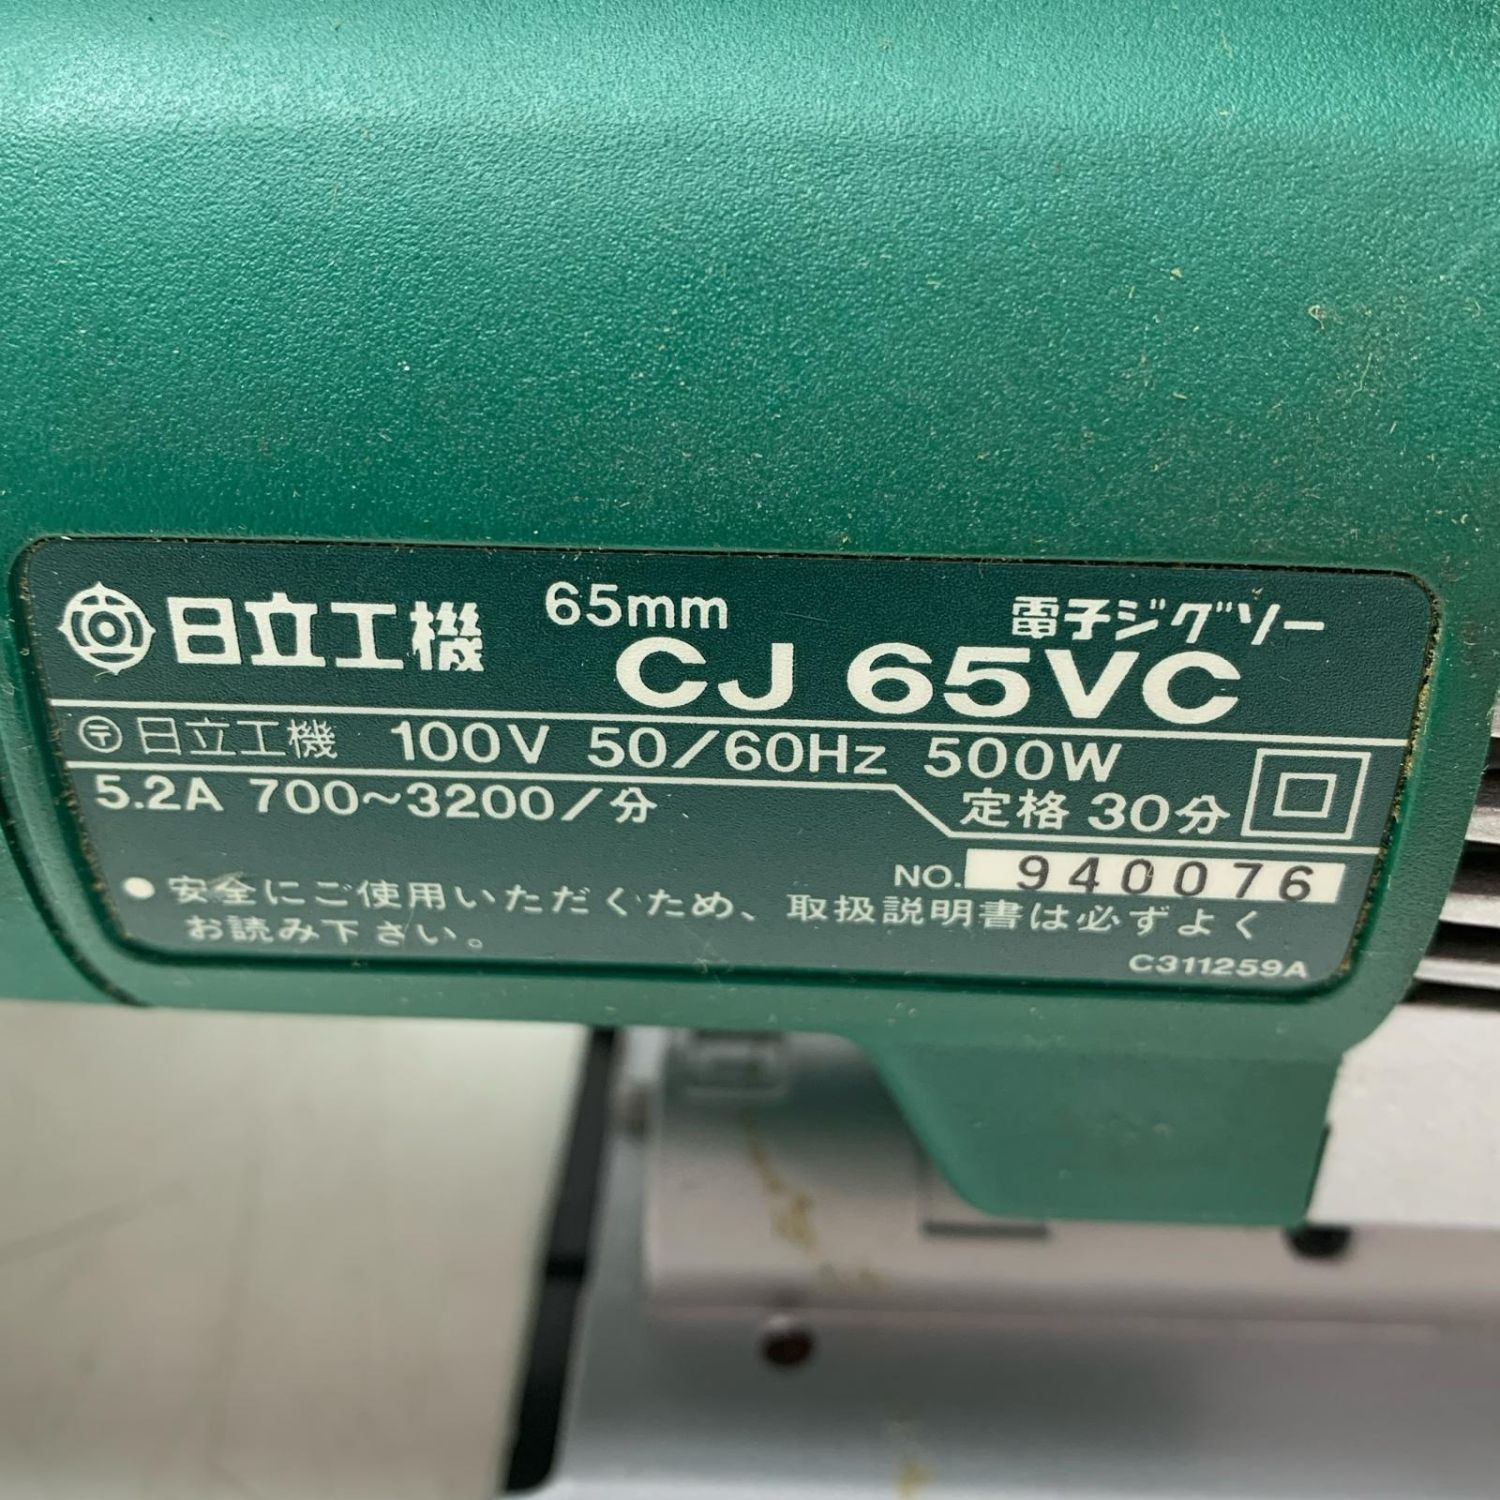 日立工機 65mm 電子ジグソー
CJ 65VC
〒 日立工機 100V 50/60Hz 500W
5.2A 700~3200/分 定格 30分
NO. 940076
● 安全にご使用いただくため、取扱説明書は必ずよく
お読み下さい。
C311259A